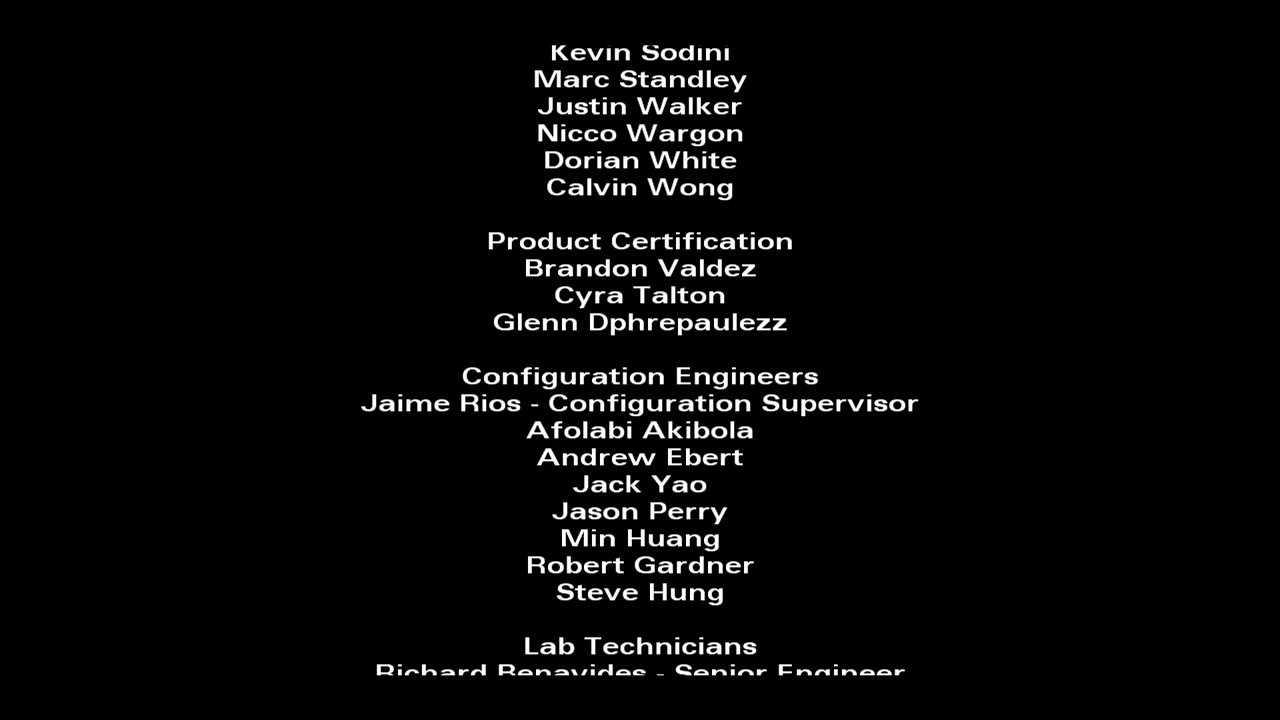 Kevin Sodini
Marc Standley
Justin Walker
Nicco Wargon
Dorian White
Calvin Wong
Product Certification
Brandon Valdez
Cyra Talton
Glenn Dphrepaulezz
Configuration Engineers
Jaime Rios - Configuration Supervisor
Afolabi Akibola
Andrew Ebert
Jack Yao
Jason Perry
Min Huang
Robert Gardner
Steve Hung
Lab Technicians
Richard Benavides - Senior Engineer